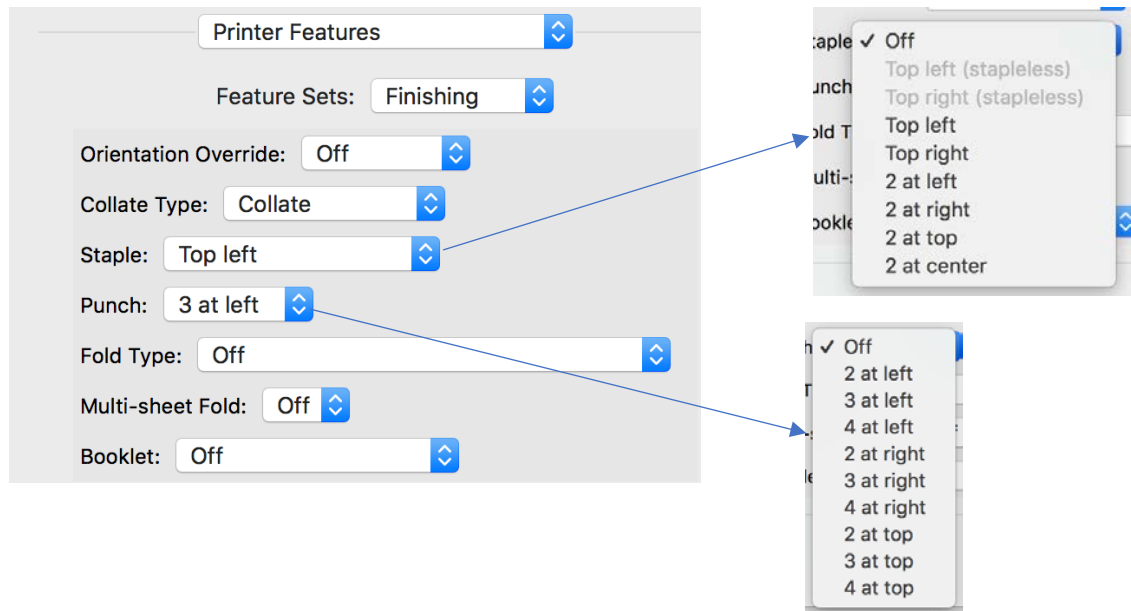 Printer Features
Feature Sets: Finishing
Orientation Override: Off
Collate Type: Collate
Staple: Top left
Punch: 3 at left
Fold Type: Off
Multi-sheet Fold: Off
Booklet: Off
taple ✓ Off
Top left (stapleless)
unch
Top right (stapleless)
Top left
old T
Top right
ulti-
2 at left
2 at right
ookle
2 at top
2 at center
h ✓ Off
2 at left
T
3 at left
4 at left
-s
2 at right
3 at right
le
4 at right
2 at top
3 at top
4 at top